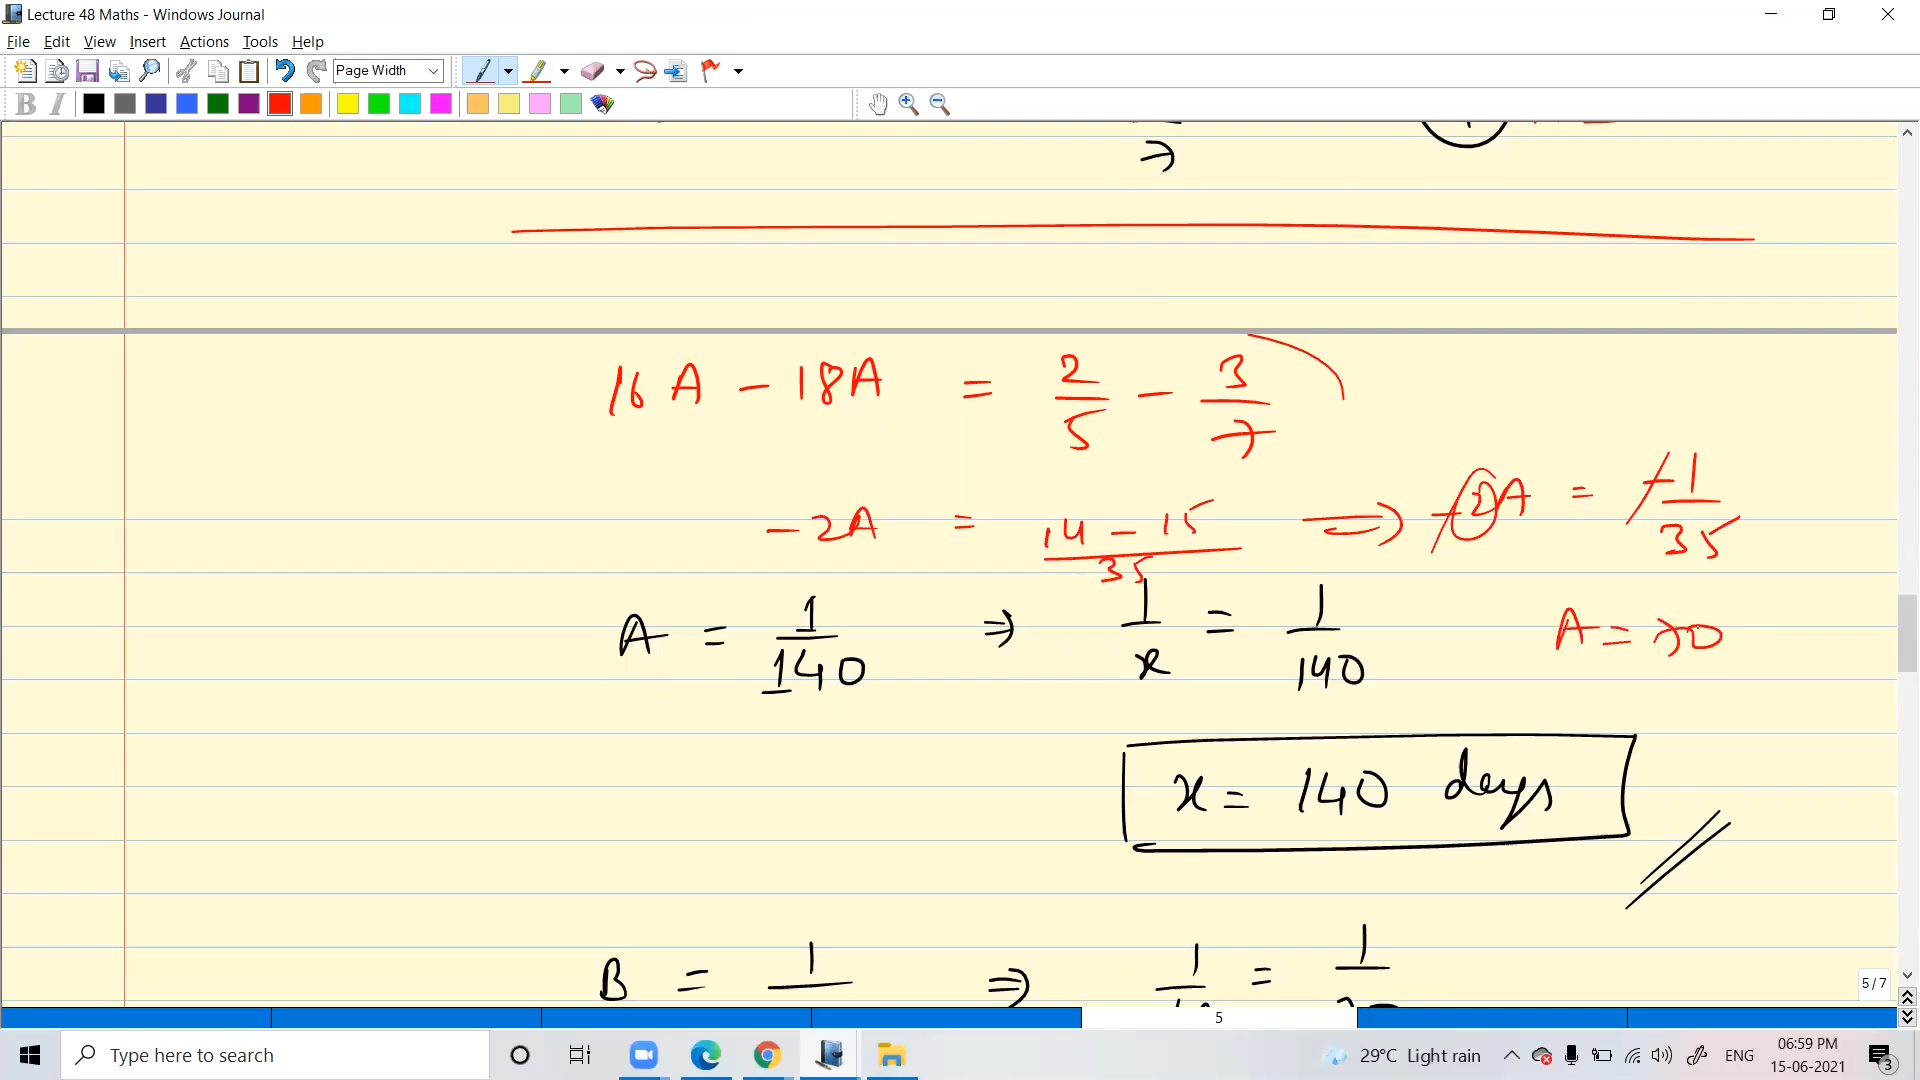 Lecture 48 Maths - Windows Journal
File Edit View Insert Actions Tools Help
Page Width
B I
16 A - 18A = 2/5 - 3/7
- 2A = 14 - 15/35 ⇒ -2A = -1/35
A = 1/140 ⇒ 1/x = 1/140 A = 70
x = 140 days
B = 1 ⇒ 1 = 1
5 / 7
5
Type here to search
29°C Light rain
ENG
06:59 PM
15-06-2021
3